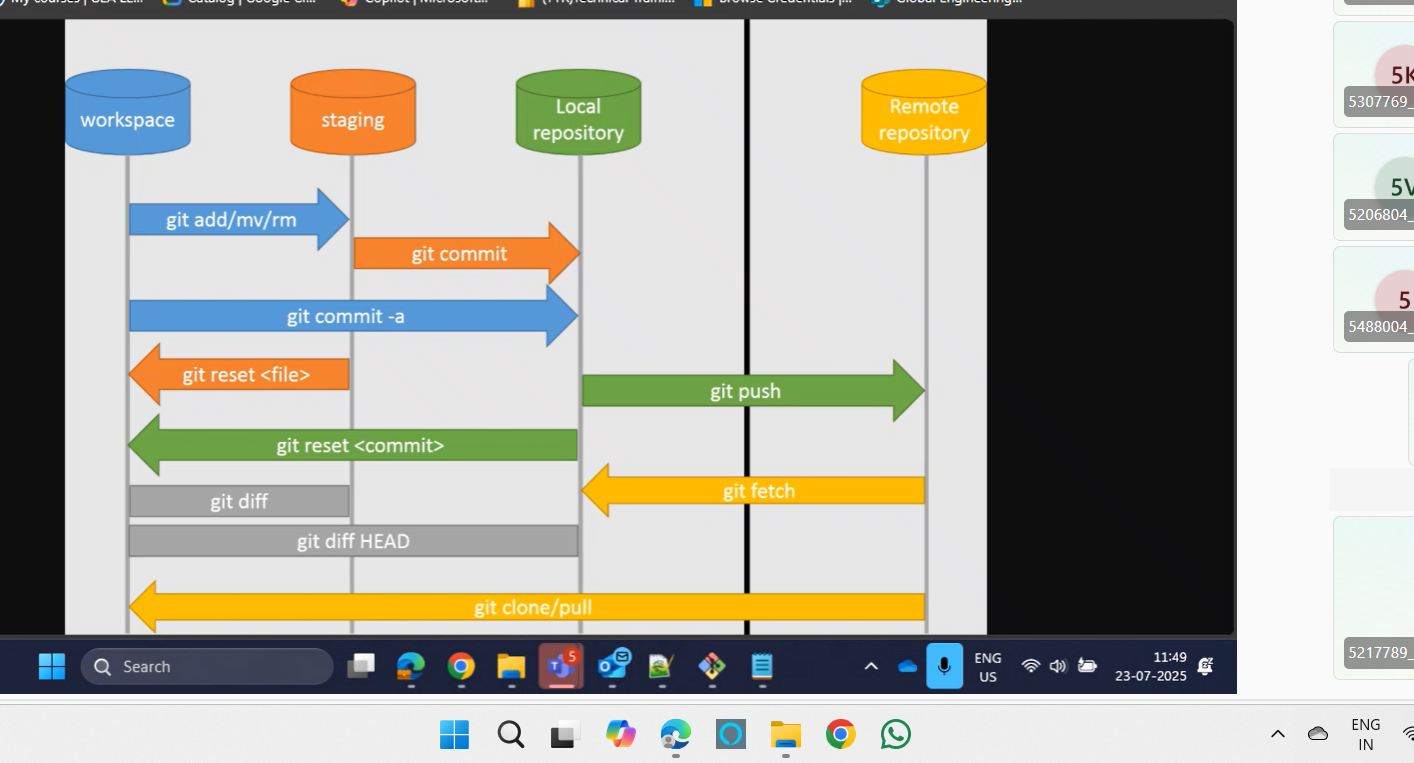 workspace
staging
Local
repository
Remote
repository
git add/mv/rm
git commit
git commit -a
git reset <file>
git push
git reset <commit>
git fetch
git diff
git diff HEAD
git clone/pull
5K
5307769_
5V
5206804_
5
5488004_
5217789_
Search
5
ENG
US
11:49
23-07-2025
ENG
IN